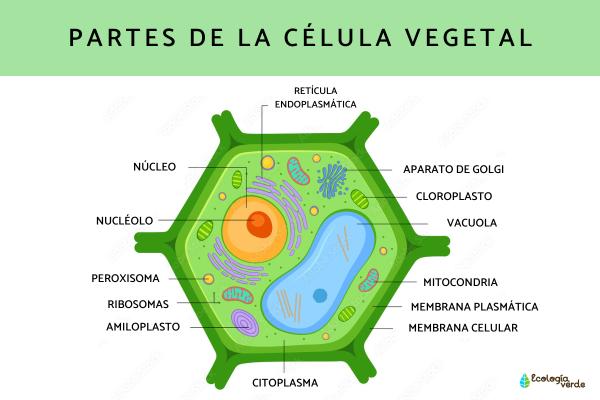 PARTES DE LA CÉLULA VEGETAL
RETÍCULA
ENDOPLASMÁTICA
NÚCLEO
APARATO DE GOLGI
CLOROPLASTO
NUCLÉOLO
VACUOLA
PEROXISOMA
MITOCONDRIA
RIBOSOMAS
MEMBRANA PLASMÁTICA
AMILOPLASTO
MEMBRANA CELULAR
CITOPLASMA
Ecología
verde